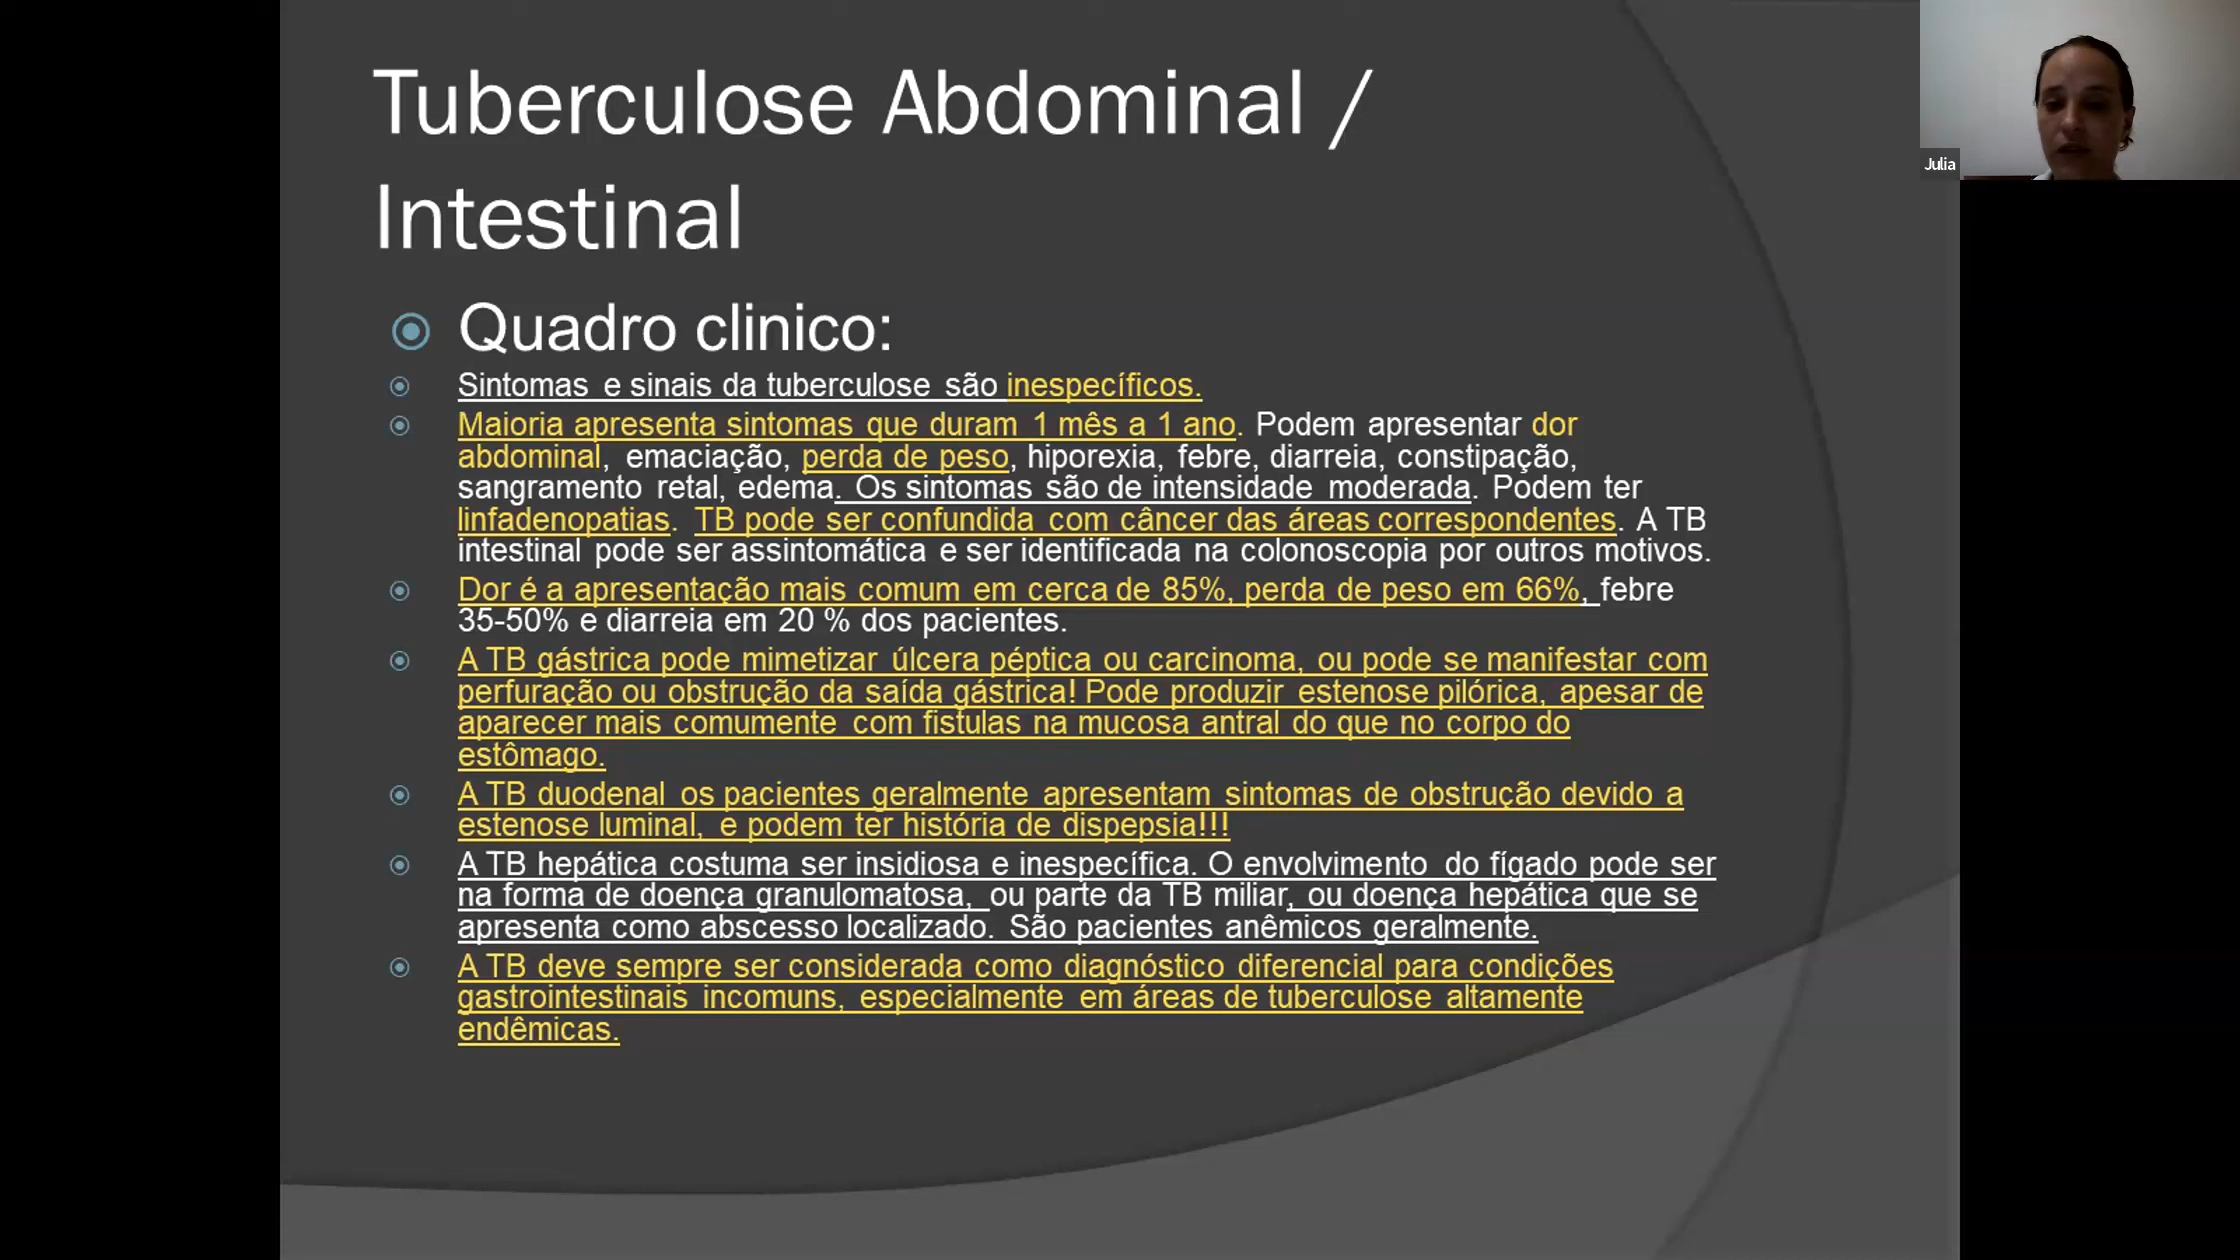 Tuberculose Abdominal /
Intestinal
Quadro clinico:
Sintomas e sinais da tuberculose são inespecíficos.
Maioria apresenta sintomas que duram 1 mês a 1 ano. Podem apresentar dor
abdominal, emaciação, perda de peso, hiporexia, febre, diarreia, constipação,
sangramento retal, edema. Os sintomas são de intensidade moderada. Podem ter
linfadenopatias. TB pode ser confundida com câncer das áreas correspondentes. A TB
intestinal pode ser assintomática e ser identificada na colonoscopia por outros motivos.
Dor é a apresentação mais comum em cerca de 85%, perda de peso em 66%, febre
35-50% e diarreia em 20 % dos pacientes.
A TB gástrica pode mimetizar úlcera péptica ou carcinoma, ou pode se manifestar com
perfuração ou obstrução da saída gástrica! Pode produzir estenose pilórica, apesar de
aparecer mais comumente com fistulas na mucosa antral do que no corpo do
estômago.
A TB duodenal os pacientes geralmente apresentam sintomas de obstrução devido a
estenose luminal, e podem ter história de dispepsia!!!
A TB hepática costuma ser insidiosa e inespecífica. O envolvimento do fígado pode ser
na forma de doença granulomatosa, ou parte da TB miliar, ou doença hepática que se
apresenta como abscesso localizado. São pacientes anêmicos geralmente.
A TB deve sempre ser considerada como diagnóstico diferencial para condições
gastrointestinais incomuns, especialmente em áreas de tuberculose altamente
endêmicas.
Julia